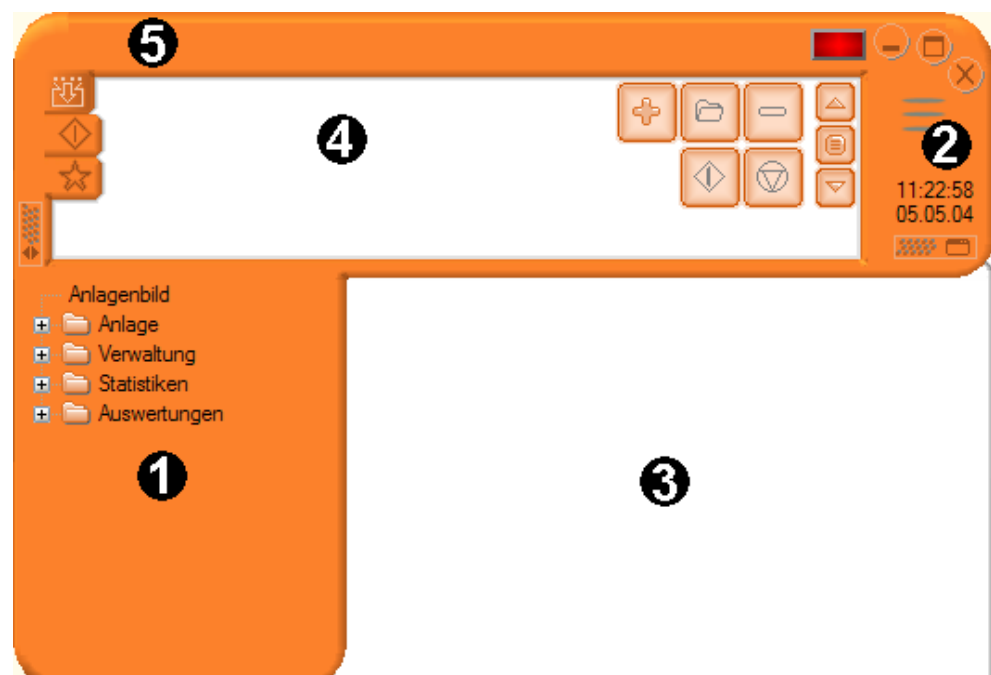 5
4
2
11:22:58
05.05.04
Anlagenbild
Anlage
Verwaltung
Statistiken
Auswertungen
1
3